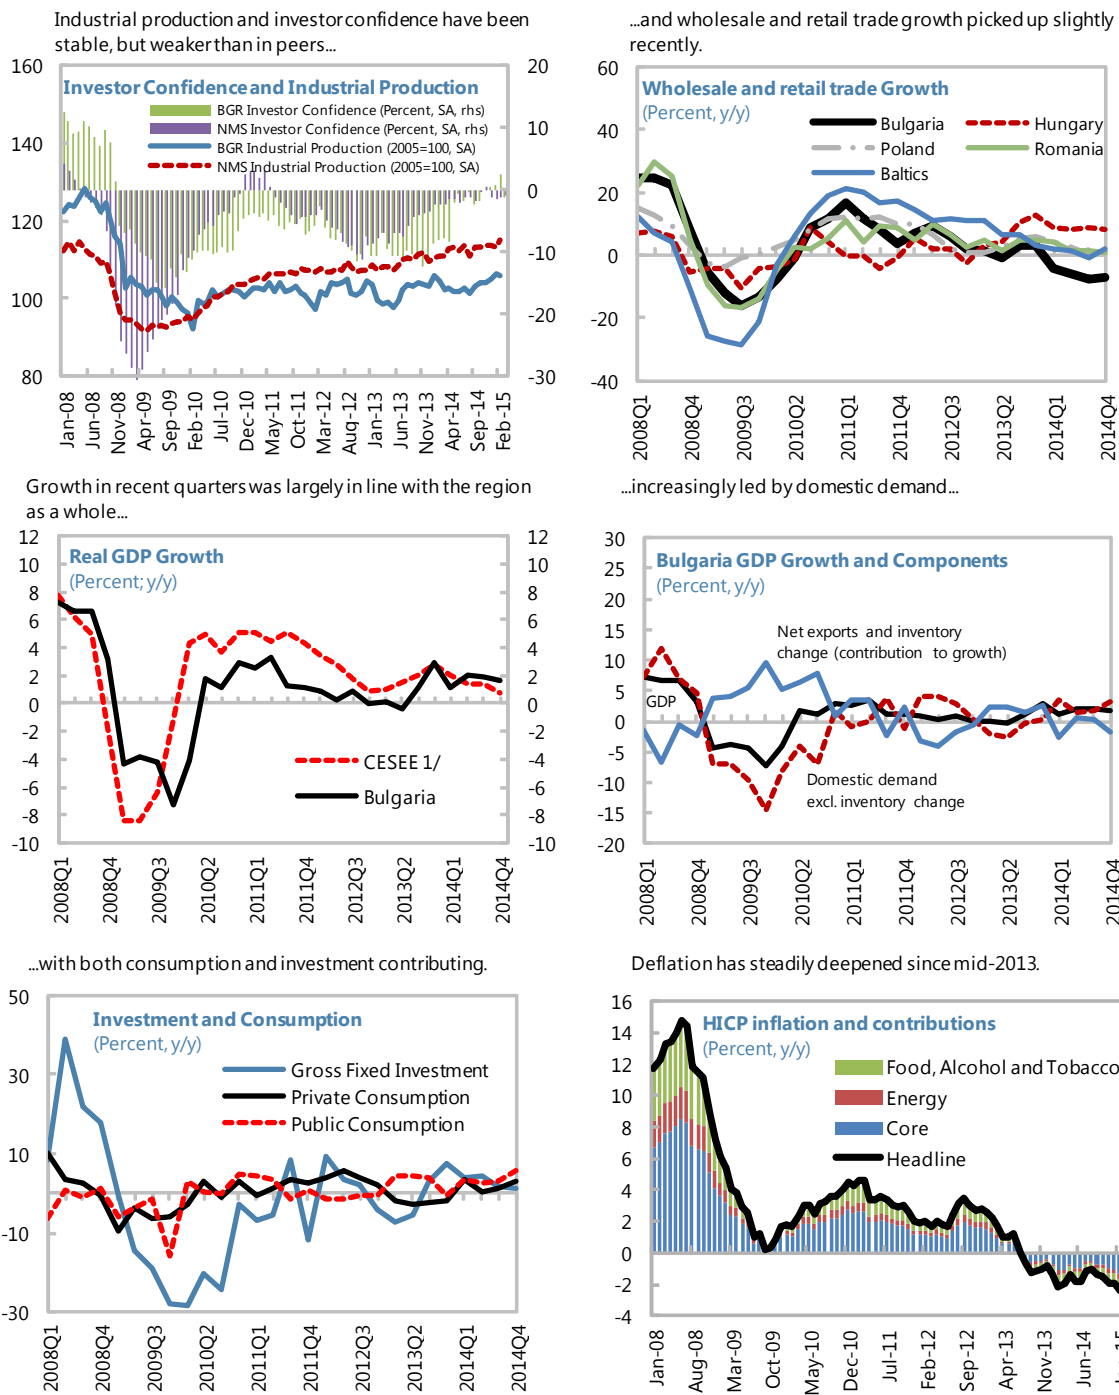 Industrial production and investor confidence have been
stable, but weaker than in peers...
160
140
120
100
80
20
10
0
-10
-20
-30
Investor Confidence and Industrial Production
BGR Investor Confidence (Percent, SA, rhs)
NMS Investor Confidence (Percent, SA, rhs)
BGR Industrial Production (2005=100, SA)
NMS Industrial Production (2005=100, SA)
Jan-08
Jun-08
Nov-08
Apr-09
Sep-09
Feb-10
Jul-10
Dec-10
May-11
Oct-11
Mar-12
Aug-12
Jan-13
Jun-13
Nov-13
Apr-14
Sep-14
Feb-15
...and wholesale and retail trade growth picked up slightly
recently.
60
40
20
0
-20
-40
Wholesale and retail trade Growth
(Percent, y/y)
Bulgaria
Hungary
Poland
Romania
Baltics
2008Q1
2008Q4
2009Q3
2010Q2
2011Q1
2011Q4
2012Q3
2013Q2
2014Q1
2014Q4
Growth in recent quarters was largely in line with the region
as a whole...
12
10
8
6
4
2
0
-2
-4
-6
-8
-10
12
10
8
6
4
2
0
-2
-4
-6
-8
-10
Real GDP Growth
(Percent; y/y)
CESEE 1/
Bulgaria
2008Q1
2008Q4
2009Q3
2010Q2
2011Q1
2011Q4
2012Q3
2013Q2
2014Q1
2014Q4
...increasingly led by domestic demand...
30
25
20
15
10
5
0
-5
-10
-15
-20
Bulgaria GDP Growth and Components
(Percent, y/y)
Net exports and inventory
change (contribution to growth)
GDP
Domestic demand
excl. inventory change
2008Q1
2008Q4
2009Q3
2010Q2
2011Q1
2011Q4
2012Q3
2013Q2
2014Q1
2014Q4
...with both consumption and investment contributing.
50
30
10
-10
-30
Investment and Consumption
(Percent, y/y)
Gross Fixed Investment
Private Consumption
Public Consumption
2008Q1
2008Q4
2009Q3
2010Q2
2011Q1
2011Q4
2012Q3
2013Q2
2014Q1
2014Q4
Deflation has steadily deepened since mid-2013.
16
14
12
10
8
6
4
2
0
-2
-4
HICP inflation and contributions
(Percent, y/y)
Food, Alcohol and Tobacco
Energy
Core
Headline
Jan-08
Aug-08
Mar-09
Oct-09
May-10
Dec-10
Jul-11
Feb-12
Sep-12
Apr-13
Nov-13
Jun-14